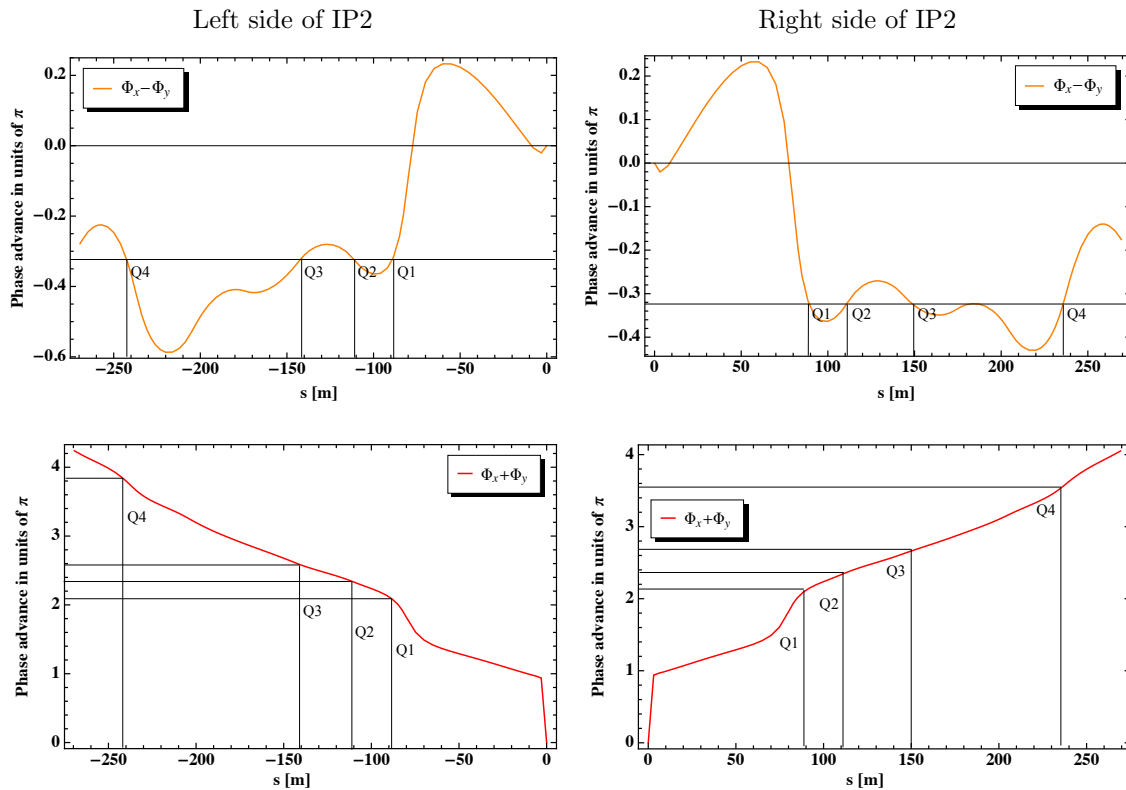 Left side of IP2
Right side of IP2
Φx−Φy
0.2
0.0
−0.2
−0.4
−0.6
Phase advance in units of π
Q4
Q3
Q2
Q1
−250
−200
−150
−100
−50
0
s [m]
Φx−Φy
0.2
0.1
0.0
−0.1
−0.2
−0.3
−0.4
Phase advance in units of π
Q1
Q2
Q3
Q4
0
50
100
150
200
250
s [m]
Φx+Φy
4
3
2
1
0
Phase advance in units of π
Q4
Q3
Q2
Q1
−250
−200
−150
−100
−50
0
s [m]
Φx+Φy
4
3
2
1
0
Phase advance in units of π
Q4
Q3
Q2
Q1
0
50
100
150
200
250
s [m]